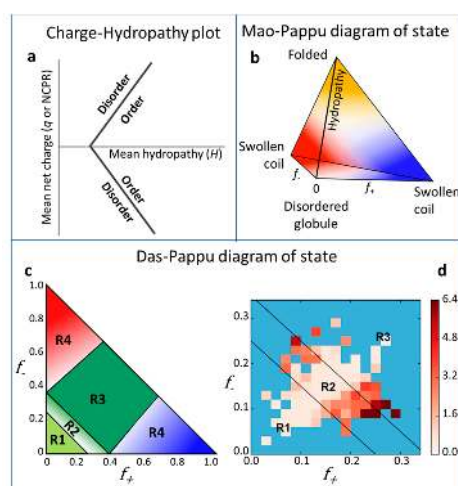 Charge-Hydropathy plot
a
Disorder
Order
Mean hydropathy (H)
Order
Disorder
Mean net charge (q or NCPR)
Mao-Pappu diagram of state
b
Folded
Hydropathy
Swollen
coil
f-
0
f+
Swollen
coil
Disordered
globule
Das-Pappu diagram of state
c
1.0
0.8
0.6
0.4
0.2
0
f-
R4
R3
R2
R1
R4
0 0.2 0.4 0.6 0.8 1.0
f+
d
0.3
0.2
0.1
0.0
f-
R3
R2
R1
0.0 0.1 0.2 0.3
f+
6.4
4.8
3.2
1.6
0.0